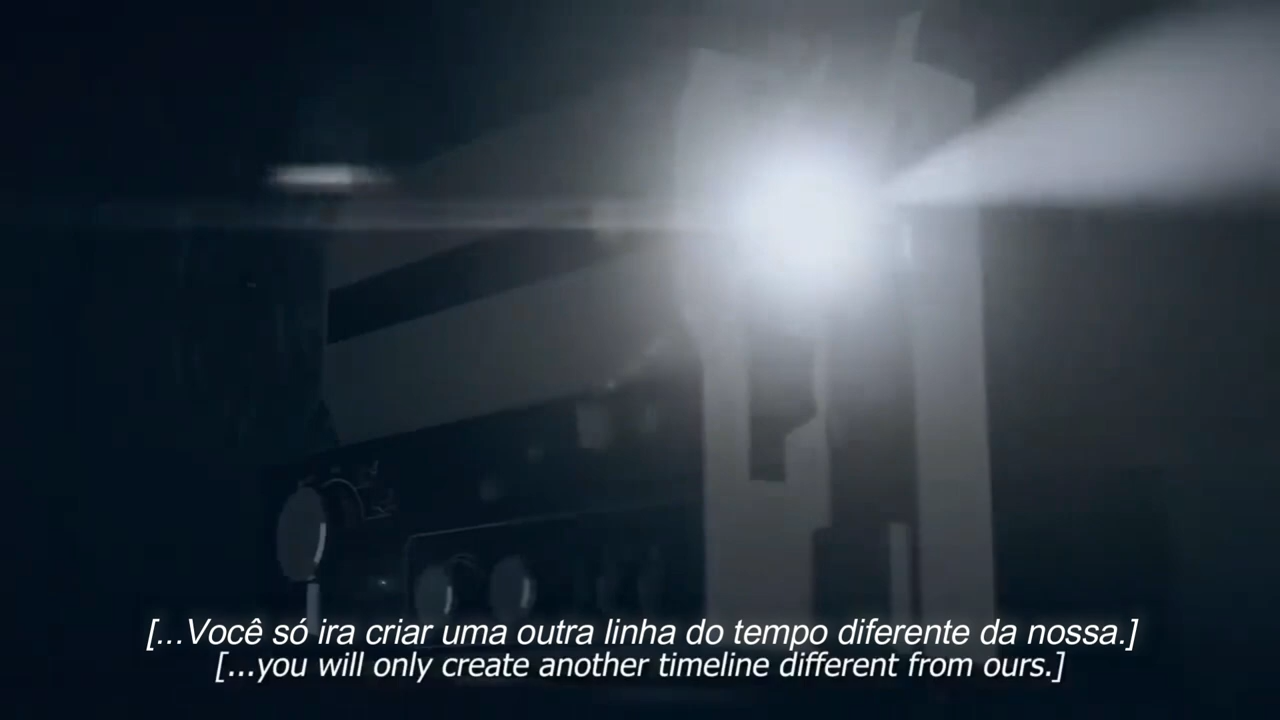 [...Você só ira criar uma outra linha do tempo diferente da nossa.]
[...you will only create another timeline different from ours.]